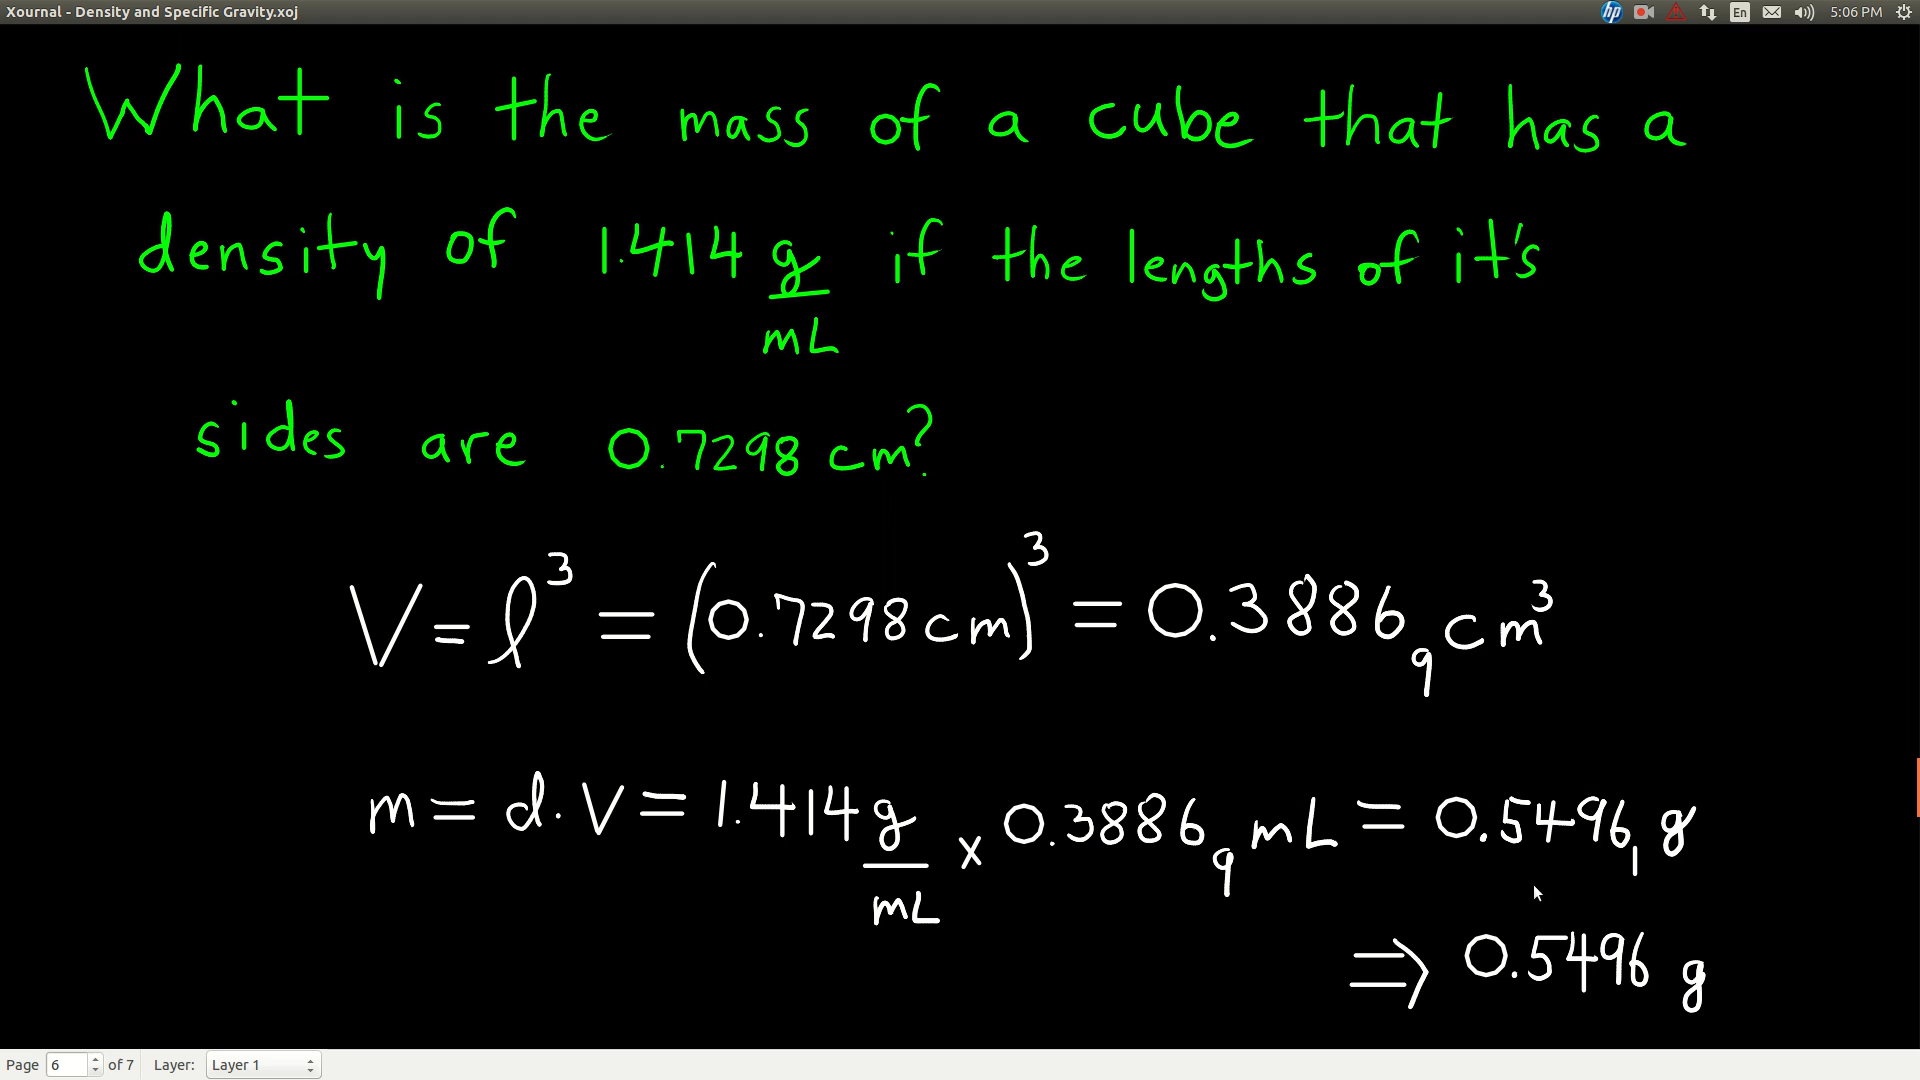 Xournal - Density and Specific Gravity.xoj
hp En 5:06 PM
What is the mass of a cube that has a
density of 1.414 g/mL if the lengths of it's
sides are 0.7298 cm?
V = l³ = (0.7298 cm)³ = 0.3886₉ cm³
m = d · V = 1.414 g/mL x 0.3886₉ mL = 0.5496₁ g
⇒ 0.5496 g
Page 6 of 7 Layer: Layer 1